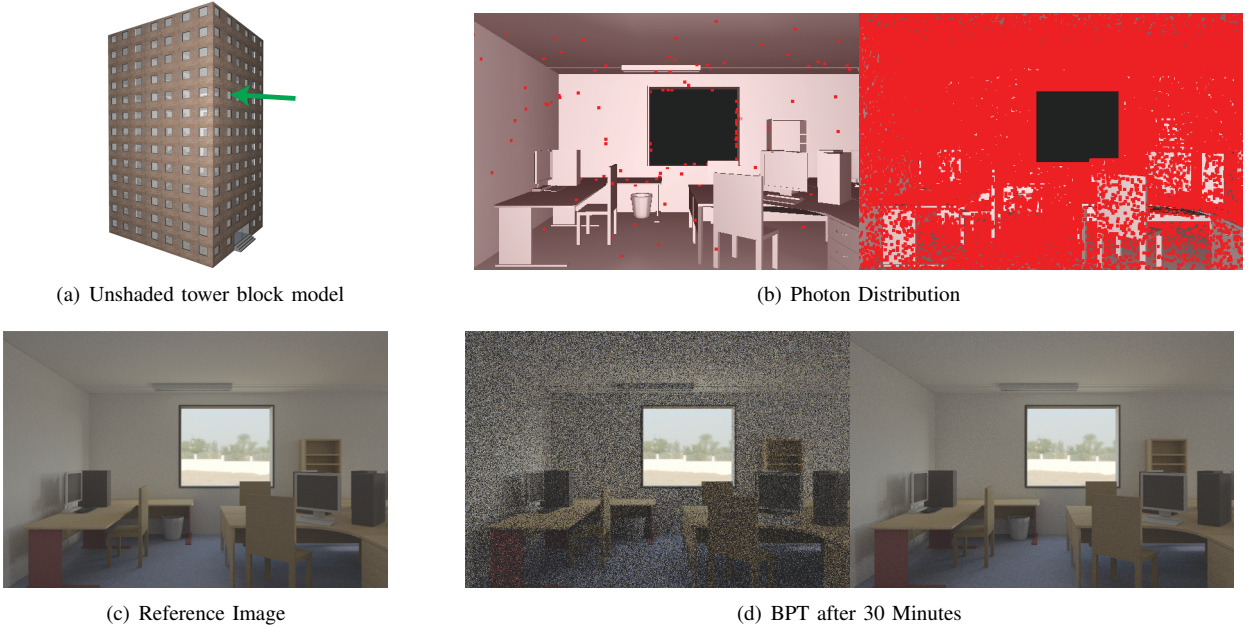 (a) Unshaded tower block model
(b) Photon Distribution
(c) Reference Image
(d) BPT after 30 Minutes